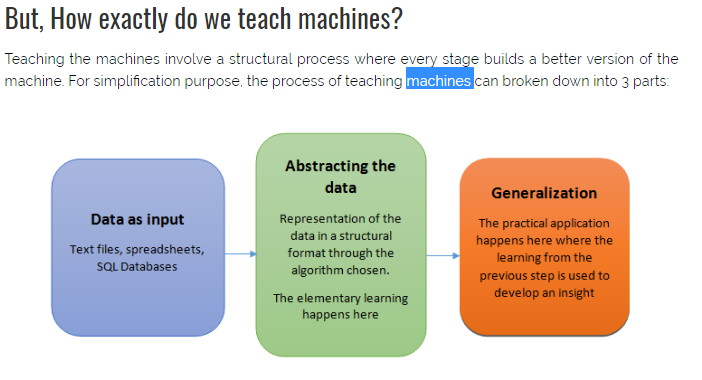 But, How exactly do we teach machines?
Teaching the machines involve a structural process where every stage builds a better version of the
machine. For simplification purpose, the process of teaching machines can broken down into 3 parts:
Data as input
Text files, spreadsheets,
SQL Databases
Abstracting the
data
Representation of the
data in a structural
format through the
algorithm chosen.
The elementary learning
happens here
Generalization
The practical application
happens here where the
learning from the
previous step is used to
develop an insight